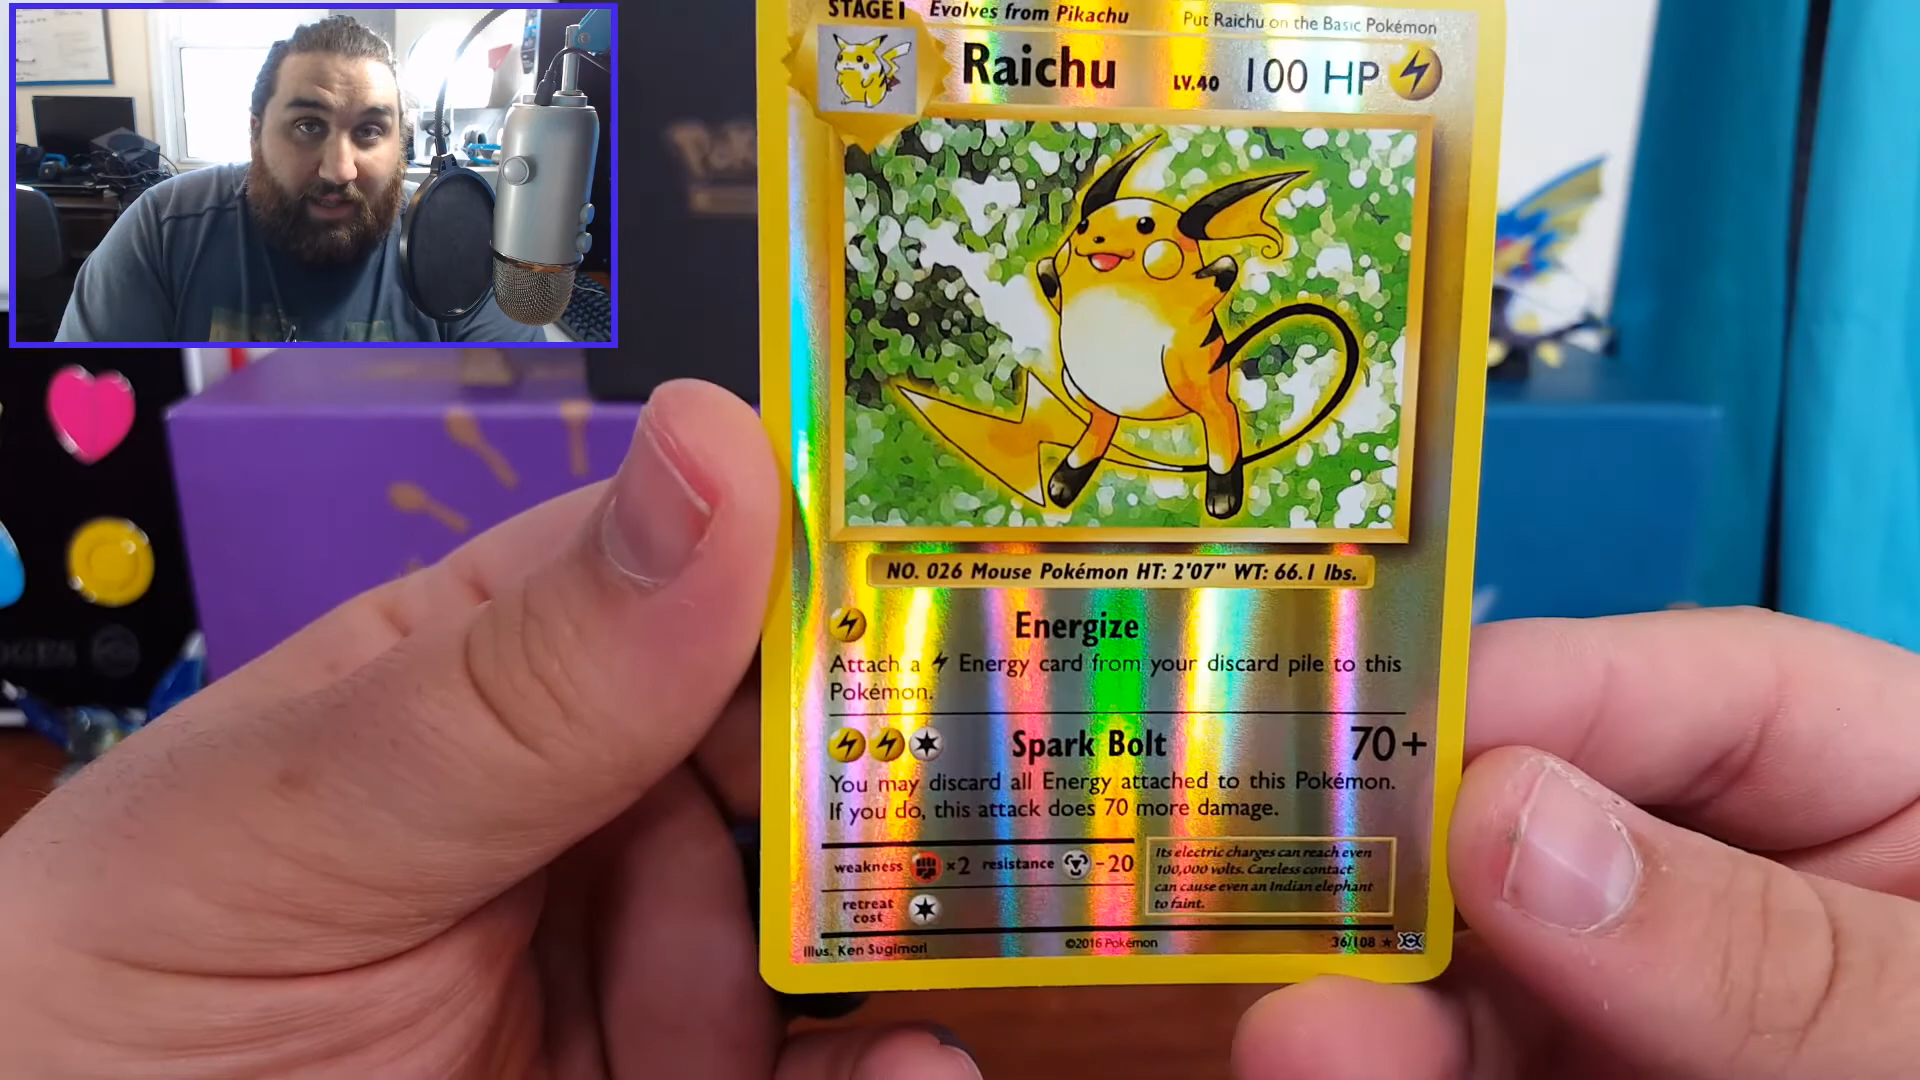 STAGE 1 Evolves from Pikachu Put Raichu on the Basic Pokémon
Raichu LV.40 100 HP
NO. 026 Mouse Pokémon HT: 2'07" WT: 66.1 lbs.
Energize
Attach a Energy card from your discard pile to this
Pokémon.
Spark Bolt 70+
You may discard all Energy attached to this Pokémon.
If you do, this attack does 70 more damage.
weakness x2 resistance -20
Its electric charges can reach even
100,000 volts. Careless contact
can cause even an Indian elephant
to faint.
retreat
cost
Illus. Ken Sugimori ©2016 Pokémon 36/108